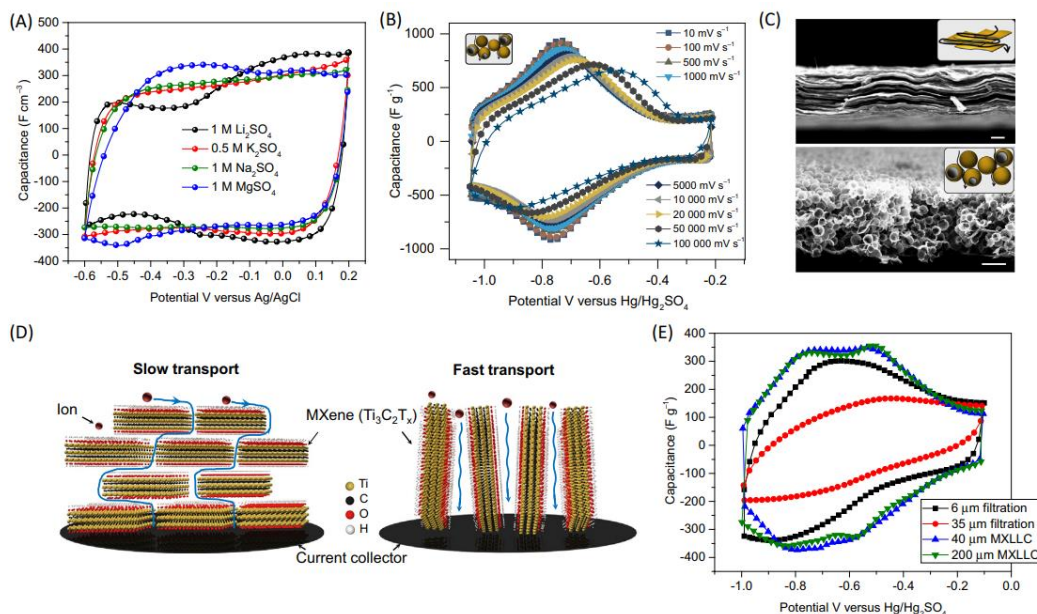 (A)
400
300
200
100
0
-100
-200
-300
-400
Capacitance (F cm⁻³)
1 M Li₂SO₄
0.5 M K₂SO₄
1 M Na₂SO₄
1 M MgSO₄
-0.6 -0.5 -0.4 -0.3 -0.2 -0.1 0.0 0.1 0.2
Potential V versus Ag/AgCl
(B)
1000
500
0
-500
-1000
Capacitance (F g⁻¹)
10 mV s⁻¹
100 mV s⁻¹
500 mV s⁻¹
1000 mV s⁻¹
5000 mV s⁻¹
10 000 mV s⁻¹
20 000 mV s⁻¹
50 000 mV s⁻¹
100 000 mV s⁻¹
-1.0 -0.8 -0.6 -0.4 -0.2
Potential V versus Hg/Hg₂SO₄
(C)
(D)
Slow transport
Fast transport
Ion
MXene (Ti₃C₂Tₓ)
Ti
C
O
H
Current collector
(E)
400
300
200
100
0
-100
-200
-300
-400
Capacitance (F g⁻¹)
6 μm filtration
35 μm filtration
40 μm MXLLC
200 μm MXLLC
-1.0 -0.8 -0.6 -0.4 -0.2 0.0
Potential V versus Hg/Hg₂SO₄